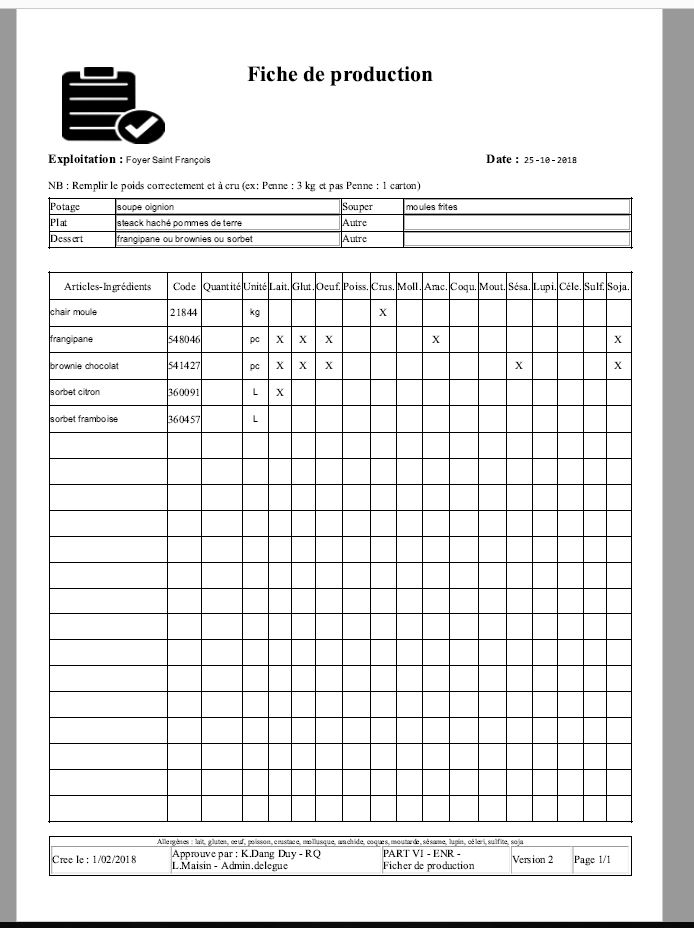 Fiche de production
Exploitation : Foyer Saint François Date : 25-10-2018
NB : Remplir le poids correctement et à cru (ex: Penne : 3 kg et pas Penne : 1 carton)
Potage soupe oignion Souper moules frites
Plat steack haché pommes de terre Autre
Dessert frangipane ou brownies ou sorbet Autre
Articles-Ingrédients Code Quantité Unité Lait. Glut. Oeuf. Poiss. Crus. Moll. Arac. Coqu. Mout. Sésa. Lupi. Céle. Sulf. Soja.
chair moule 21844 kg X
frangipane 548046 pc X X X X X
brownie chocolat 541427 pc X X X X X
sorbet citron 360091 L X
sorbet framboise 360457 L
Allergènes : lait, gluten, oeuf, poisson, crustace, mollusque, arachide, coques, moutarde, sésame, lupin, céleri, sulfite, soja
Cree le : 1/02/2018 Approuve par : K.Dang Duy - RQ PART VI - ENR - Version 2 Page 1/1
L.Maisin - Admin.delegue Ficher de production